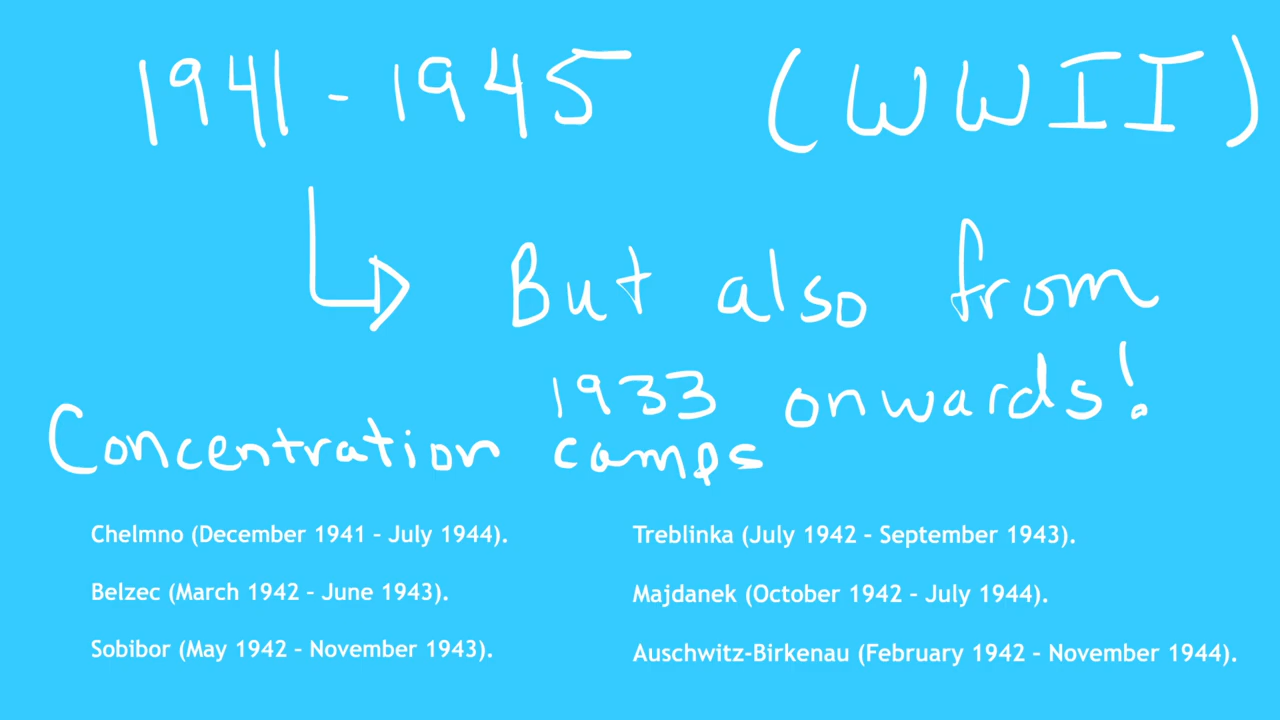 1941 - 1945 (WWII)
But also from
1933 onwards!
Concentration camps
Chelmno (December 1941 – July 1944).
Belzec (March 1942 – June 1943).
Sobibor (May 1942 – November 1943).
Treblinka (July 1942 – September 1943).
Majdanek (October 1942 – July 1944).
Auschwitz-Birkenau (February 1942 – November 1944).